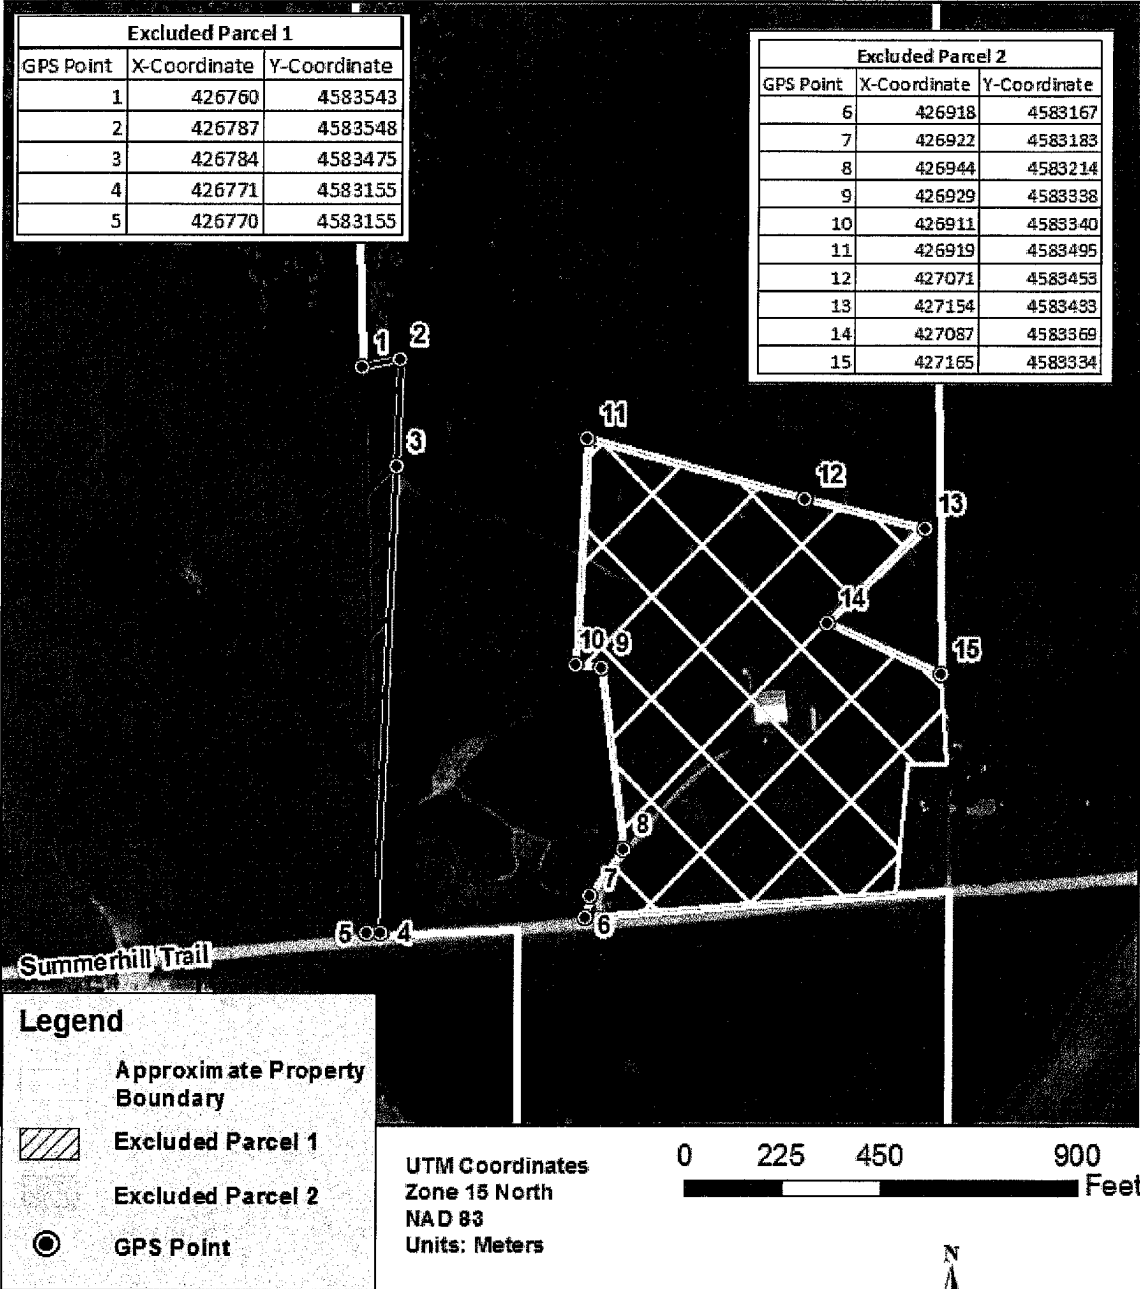 Excluded Parcel 1
GPS Point X-Coordinate Y-Coordinate
1 426760 4583543
2 426787 4583548
3 426784 4583475
4 426771 4583155
5 426770 4583155
Excluded Parcel 2
GPS Point X-Coordinate Y-Coordinate
6 426918 4583167
7 426922 4583183
8 426944 4583214
9 426929 4583338
10 426911 4583340
11 426919 4583495
12 427071 4583453
13 427154 4583433
14 427087 4583369
15 427165 4583334
1
2
3
11
12
13
14
10 9
15
8
7
6
5 4
Summerhill Trail
Legend
Approximate Property
Boundary
Excluded Parcel 1
Excluded Parcel 2
GPS Point
UTM Coordinates
Zone 15 North
NAD 83
Units: Meters
0 225 450 900
Feet
N